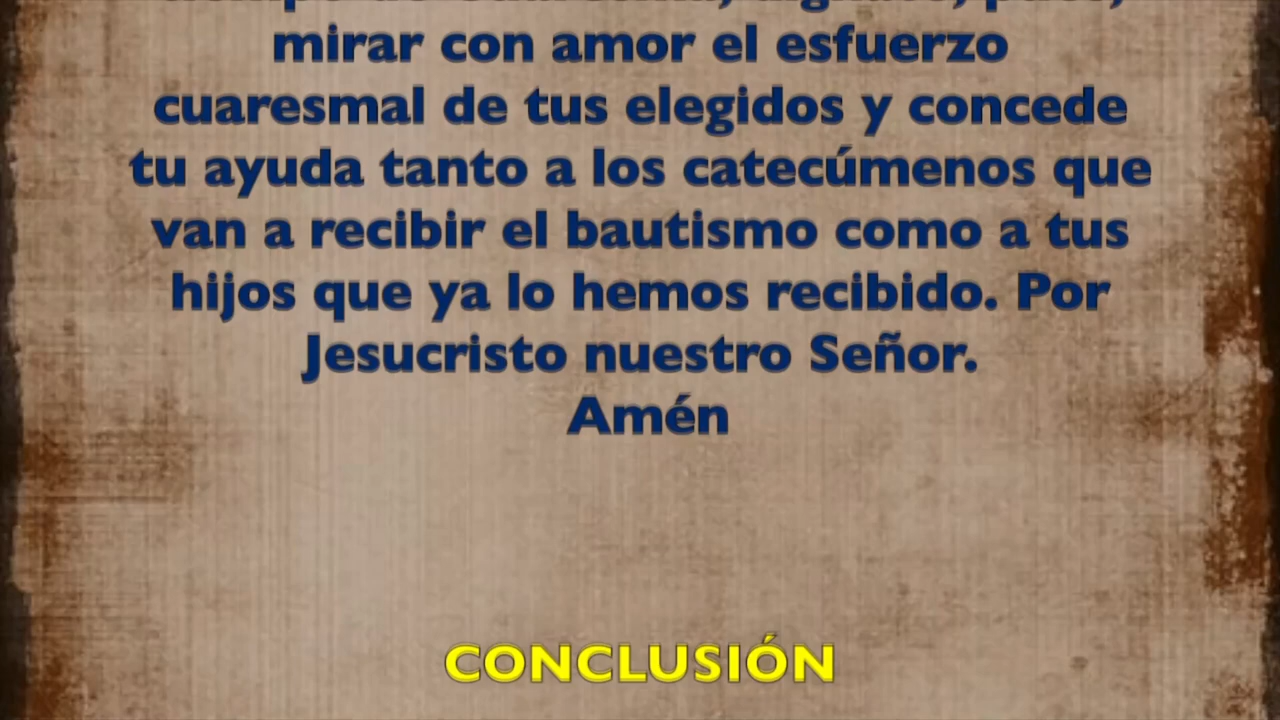 mirar con amor el esfuerzo
cuaresmal de tus elegidos y concede
tu ayuda tanto a los catecúmenos que
van a recibir el bautismo como a tus
hijos que ya lo hemos recibido. Por
Jesucristo nuestro Señor.
Amén
CONCLUSIÓN